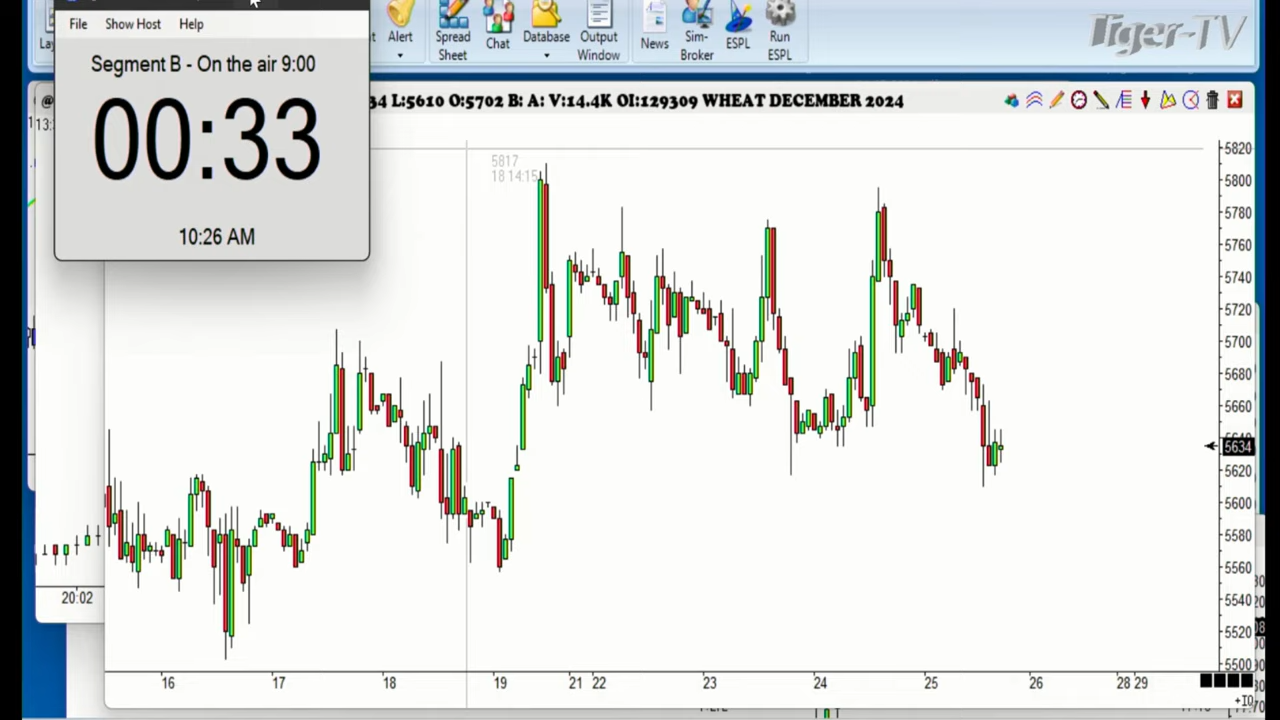 File Show Host Help
Segment B - On the air 9:00
00:33
10:26 AM
Alert
Spread Sheet
Chat
Database
Output Window
News
Sim-Broker
ESPL
Run ESPL
Tiger-TV
34 L:5610 O:5702 B: A: V:14.4K OI:129309 WHEAT DECEMBER 2024
5817
18 14:15
5820
5800
5780
5760
5740
5720
5700
5680
5660
5640
5634
5620
5600
5580
5560
5540
5520
5500
20:02
16 17 18 19 21 22 23 24 25 26 28 29